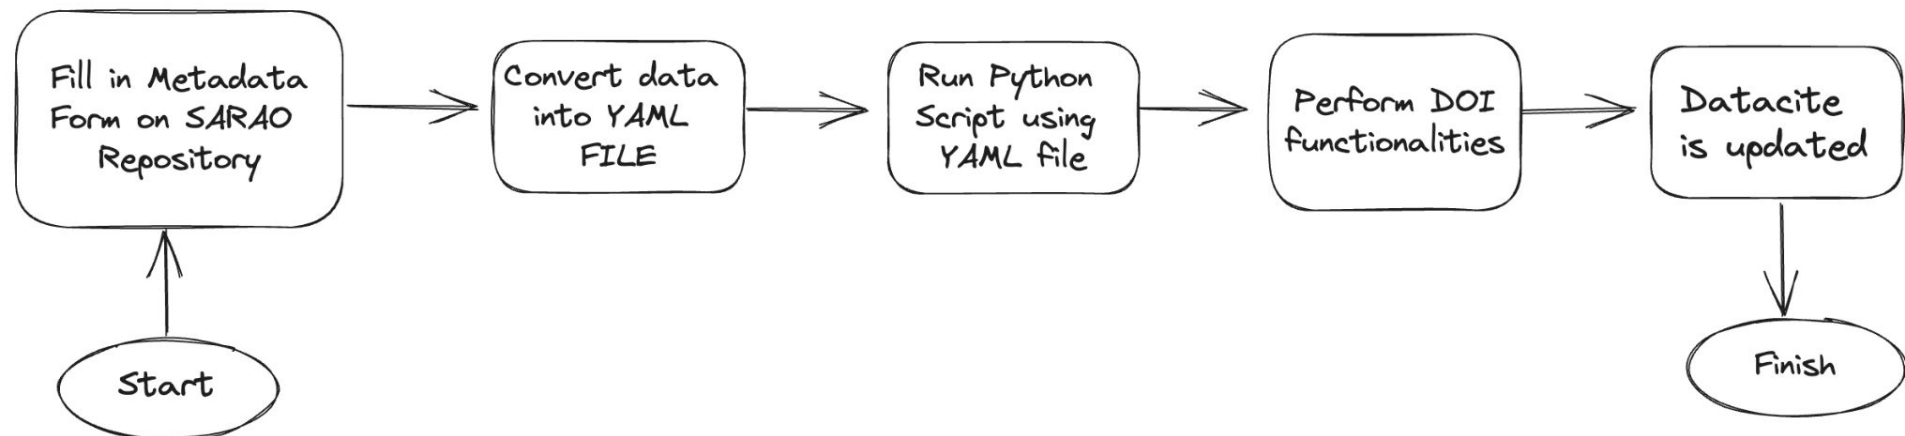 Fill in Metadata
Form on SARAO
Repository
Convert data
into YAML
FILE
Run Python
Script using
YAML file
Perform DOI
functionalities
Datacite
is updated
Start
Finish